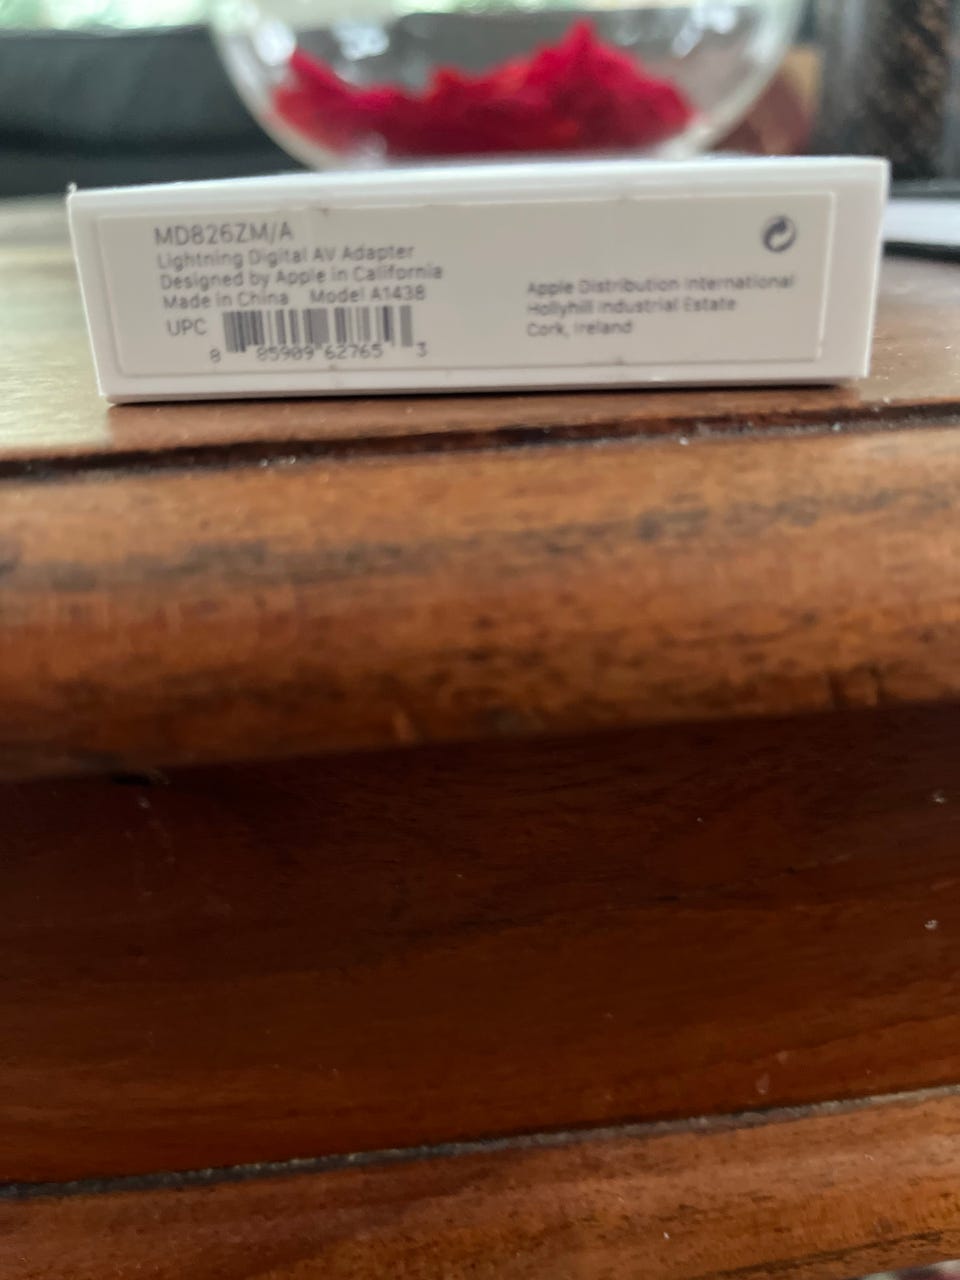 MD826ZM/A
Lightning Digital AV Adapter
Designed by Apple in California
Made in China Model A1438
UPC
8 85909 62765 3
Apple Distribution International
Hollyhill Industrial Estate
Cork, Ireland